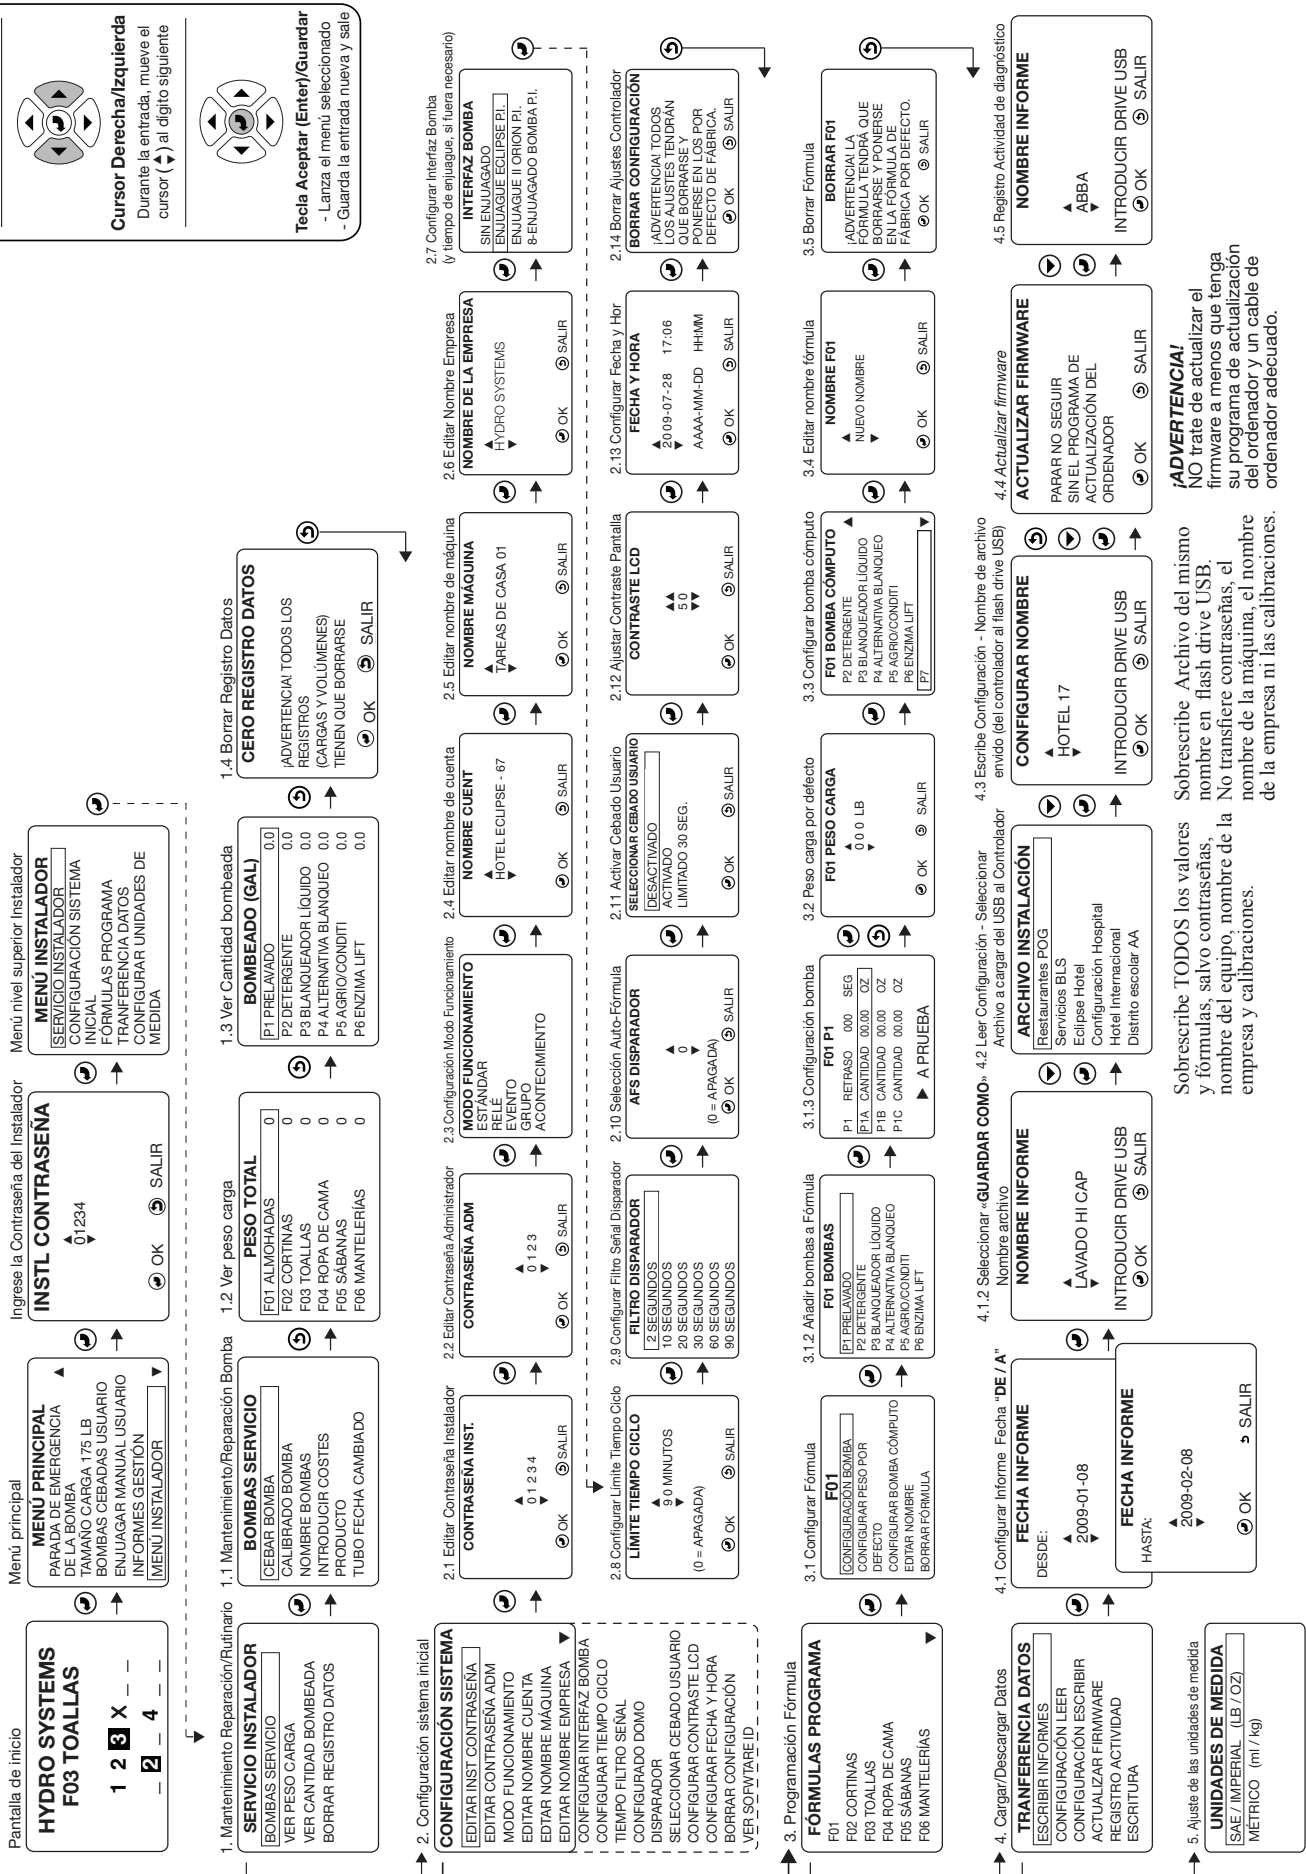 Cursor Derecha/Izquierda
Durante la entrada, mueve el
cursor (▲▼) al dígito siguiente
Tecla Aceptar (Enter)/Guardar
- Lanza el menú seleccionado
- Guarda la entrada nueva y sale
Pantalla de inicio
HYDRO SYSTEMS
F03 TOALLAS
1 2 3 X _ _
_ 2 _ 4 _ _
Menú principal
MENÚ PRINCIPAL
PARADA DE EMERGENCIA
DE LA BOMBA
TAMAÑO CARGA 175 LB
BOMBAS CEBADAS USUARIO
ENJUAGAR MANUAL USUARIO
INFORMES GESTIÓN
MENÚ INSTALADOR
Ingrese la Contraseña del Instalador
INSTL CONTRASEÑA
01234
OK SALIR
Menú nivel superior Instalador
MENÚ INSTALADOR
SERVICIO INSTALADOR
CONFIGURACIÓN SISTEMA
INICIAL
FÓRMULAS PROGRAMA
TRANFERENCIA DATOS
CONFIGURAR UNIDADES DE
MEDIDA
1. Mantenimiento Reparación/Rutinario
SERVICIO INSTALADOR
BOMBAS SERVICIO
VER PESO CARGA
VER CANTIDAD BOMBEADA
BORRAR REGISTRO DATOS
1.1 Mantenimiento/Reparación Bomba
BOMBAS SERVICIO
CEBAR BOMBA
CALIBRADO BOMBA
NOMBRE BOMBAS
INTRODUCIR COSTES
PRODUCTO
TUBO FECHA CAMBIADO
1.2 Ver peso carga
PESO TOTAL
F01 ALMOHADAS 0
F02 CORTINAS 0
F03 TOALLAS 0
F04 ROPA DE CAMA 0
F05 SÁBANAS 0
F06 MANTELERÍAS 0
1.3 Ver Cantidad bombeada
BOMBEADO (GAL)
P1 PRELAVADO 0.0
P2 DETERGENTE 0.0
P3 BLANQUEADOR LÍQUIDO 0.0
P4 ALTERNATIVA BLANQUEO 0.0
P5 AGRIO/CONDITI 0.0
P6 ENZIMA LIFT 0.0
1.4 Borrar Registro Datos
CERO REGISTRO DATOS
¡ADVERTENCIA! TODOS LOS
REGISTROS
(CARGAS Y VOLÚMENES)
TIENEN QUE BORRARSE
OK SALIR
2. Configuración sistema inicial
CONFIGURACIÓN SISTEMA
EDITAR INST CONTRASEÑA
EDITAR CONTRASEÑA ADM
MODO FUNCIONAMIENTO
EDITAR NOMBRE CUENTA
EDTAR NOMBRE MÁQUINA
EDITAR NOMBRE EMPRESA
CONFIGURAR INTERFAZ BOMBA
CONFIGURAR TIEMPO CICLO
TIEMPO FILTRO SEÑAL
CONFIGURADO DOMO
DISPARADOR
SELECCIONAR CEBADO USUARIO
CONFIGURAR CONTRASTE LCD
CONFIGURAR FECHA Y HORA
BORRAR CONFIGURACIÓN
VER SOFWTARE ID
2.1 Editar Contraseña Instalador
CONTRASEÑA INST.
0 1 2 3 4
OK SALIR
2.2 Editar Contraseña Administrador
CONTRASEÑA ADM
0 1 2 3
OK SALIR
2.3 Configuración Modo Funcionamiento
MODO FUNCIONAMIENTO
ESTÁNDAR
RELÉ
EVENTO
GRUPO
ACONTECIMIENTO
2.4 Editar nombre de cuenta
NOMBRE CUENT
HOTEL ECLIPSE - 67
OK SALIR
2.5 Editar nombre de máquina
NOMBRE MÁQUINA
TAREAS DE CASA 01
OK SALIR
2.6 Editar Nombre Empresa
NOMBRE DE LA EMPRESA
HYDRO SYSTEMS
OK SALIR
2.7 Configurar Interfaz Bomba
(y tiempo de enjuague, si fuera necesario)
INTERFAZ BOMBA
SIN ENJUAGADO
ENJUAGUE ECLIPSE P.I.
ENJUAGUE II ORION P.I.
8-ENJUAGADO BOMBA P.I.
2.8 Configurar Límite Tiempo Ciclo
LÍMITE TIEMPO CICLO
9 0 MINUTOS
(0 = APAGADA)
OK SALIR
2.9 Configurar Filtro Señal Disparador
FILTRO DISPARADOR
.2 SEGUNDOS
10 SEGUNDOS
20 SEGUNDOS
30 SEGUNDOS
60 SEGUNDOS
90 SEGUNDOS
2.10 Selección Auto-Fórmula
AFS DISPARADOR
0
(0 = APAGADA)
OK SALIR
2.11 Activar Cebado Usuario
SELECCIONAR CEBADO USUARIO
DESACTIVADO
ACTIVADO
LIMITADO 30 SEG.
OK SALIR
2.12 Ajustar Contraste Pantalla
CONTRASTE LCD
5 0
OK SALIR
2.13 Configurar Fecha y Hor
FECHA Y HORA
2009-07-28 17:06
AAAA-MM-DD HH:MM
OK SALIR
2.14 Borrar Ajustes Controlador
BORRAR CONFIGURACIÓN
¡ADVERTENCIA! TODOS
LOS AJUSTES TENDRÁN
QUE BORRARSE Y
PONERSE EN LOS POR
DEFECTO DE FÁBRICA.
OK SALIR
3. Programación Fórmula
FÓRMULAS PROGRAMA
F01
F02 CORTINAS
F03 TOALLAS
F04 ROPA DE CAMA
F05 SÁBANAS
F06 MANTELERIAS
3.1 Configurar Fórmula
F01
CONFIGURACIÓN BOMBA
CONFIGURAR PESO POR
DEFECTO
CONFIGURAR BOMBA CÓMPUTO
EDITAR NOMBRE
BORRAR FÓRMULA
3.1.2 Añadir bombas a Fórmula
F01 BOMBAS
P1 PRELAVADO
P2 DETERGENTE
P3 BLANQUEADOR LÍQUIDO
P4 ALTERNATIVA BLANQUEO
P5 AGRIO/CONDITI
P6 ENZIMA LIFT
3.1.3 Configuración bomba
F01 P1
P1 RETRASO 000 SEG
P1A CANTIDAD 00.00 OZ
P1B CANTIDAD 00.00 OZ
P1C CANTIDAD 00.00 OZ
A PRUEBA
3.2 Peso carga por defecto
F01 PESO CARGA
0 0 0 LB
OK SALIR
3.3 Configurar bomba cómputo
F01 BOMBA CÓMPUTO
P2 DETERGENTE
P3 BLANQUEADOR LÍQUIDO
P4 ALTERNATIVA BLANQUEO
P5 AGRIO/CONDITI
P6 ENZIMA LIFT
P7
3.4 Editar nombre fórmula
NOMBRE F01
NUEVO NOMBRE
OK SALIR
3.5 Borrar Fórmula
BORRAR F01
¡ADVERTENCIA! LA
FÓRMULA TENDRÁ QUE
BORRARSE Y PONERSE
EN LA FÓRMULA DE
FÁBRICA POR DEFECTO.
OK SALIR
4. Cargar/Descargar Datos
TRANFERENCIA DATOS
ESCRIBIR INFORMES
CONFIGURACIÓN LEER
CONFIGURACIÓN ESCRIBIR
ACTUALIZAR FIRMWARE
REGISTRO ACTIVIDAD
ESCRITURA
4.1 Configurar Informe Fecha "DE / A"
FECHA INFORME
DESDE:
2009-01-08
FECHA INFORME
HASTA:
2009-02-08
OK SALIR
4.1.2 Seleccionar «GUARDAR COMO»
Nombre archivo
NOMBRE INFORME
LAVADO HI CAP
INTRODUCIR DRIVE USB
OK SALIR
4.2 Leer Configuración - Seleccionar
Archivo a cargar del USB al Controlador
ARCHIVO INSTALACIÓN
Restaurantes POG
Servicios BLS
Eclipse Hotel
Configuración Hospital
Hotel Internacional
Distrito escolar AA
Sobrescribe TODOS los valores
y fórmulas, salvo contraseñas,
nombre del equipo, nombre de la
empresa y calibraciones.
4.3 Escribe Configuración - Nombre de archivo
envido (del controlador al flash drive USB)
CONFIGURAR NOMBRE
HOTEL 17
INTRODUCIR DRIVE USB
OK SALIR
Sobrescribe Archivo del mismo
nombre en flash drive USB.
No transfiere contraseñas, el
nombre de la máquina, el nombre
de la empresa ni las calibraciones.
4.4 Actualizar firmware
ACTUALIZAR FIRMWARE
PARAR NO SEGUIR
SIN EL PROGRAMA DE
ACTUALIZACIÓN DEL
ORDENADOR
OK SALIR
¡ADVERTENCIA!
NO trate de actualizar el
firmware a menos que tenga
su programa de actualización
del ordenador y un cable de
ordenador adecuado.
4.5 Registro Actividad de diagnóstico
NOMBRE INFORME
ABBA
INTRODUCIR DRIVE USB
OK SALIR
5. Ajuste de las unidades de medida
UNIDADES DE MEDIDA
SAE / IMPERIAL (LB / OZ)
MÉTRICO (ml / kg)